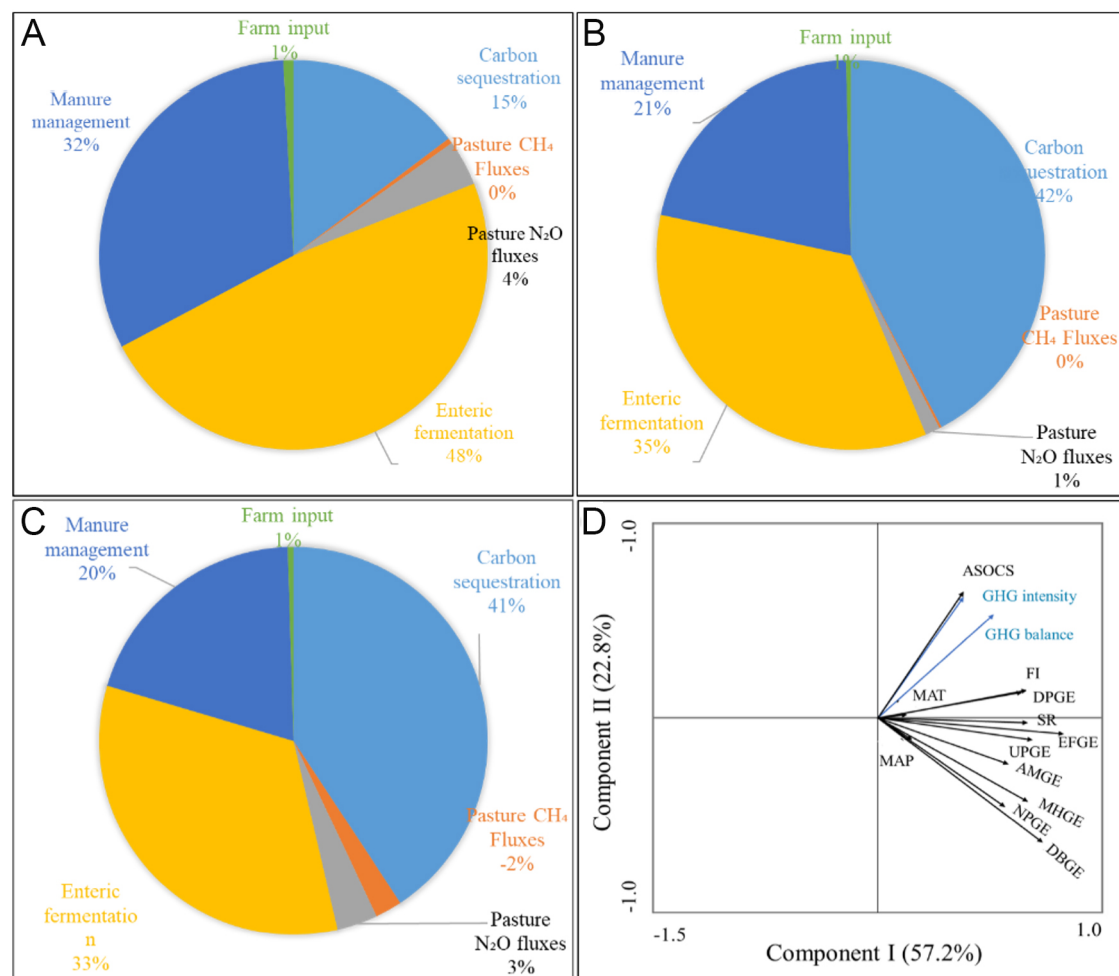 A
Farm input
1%
Carbon
sequestration
15%
Manure
management
32%
Pasture CH₄
Fluxes
0%
Pasture N₂O
fluxes
4%
Enteric
fermentation
48%
B
Farm input
1%
Manure
management
21%
Carbon
sequestration
42%
Pasture
CH₄ Fluxes
0%
Enteric
fermentation
35%
Pasture
N₂O fluxes
1%
C
Farm input
1%
Manure
management
20%
Carbon
sequestration
41%
Pasture CH₄
Fluxes
-2%
Enteric
fermentatio
n
33%
Pasture
N₂O fluxes
3%
D
-1.0
ASOCS
GHG intensity
GHG balance
FI
MAT
DPGE
SR
EFGE
UPGE
MAP
AMGE
MHGE
NPGE
DBGE
Component II (22.8%)
-1.0
-1.5
1.0
Component I (57.2%)